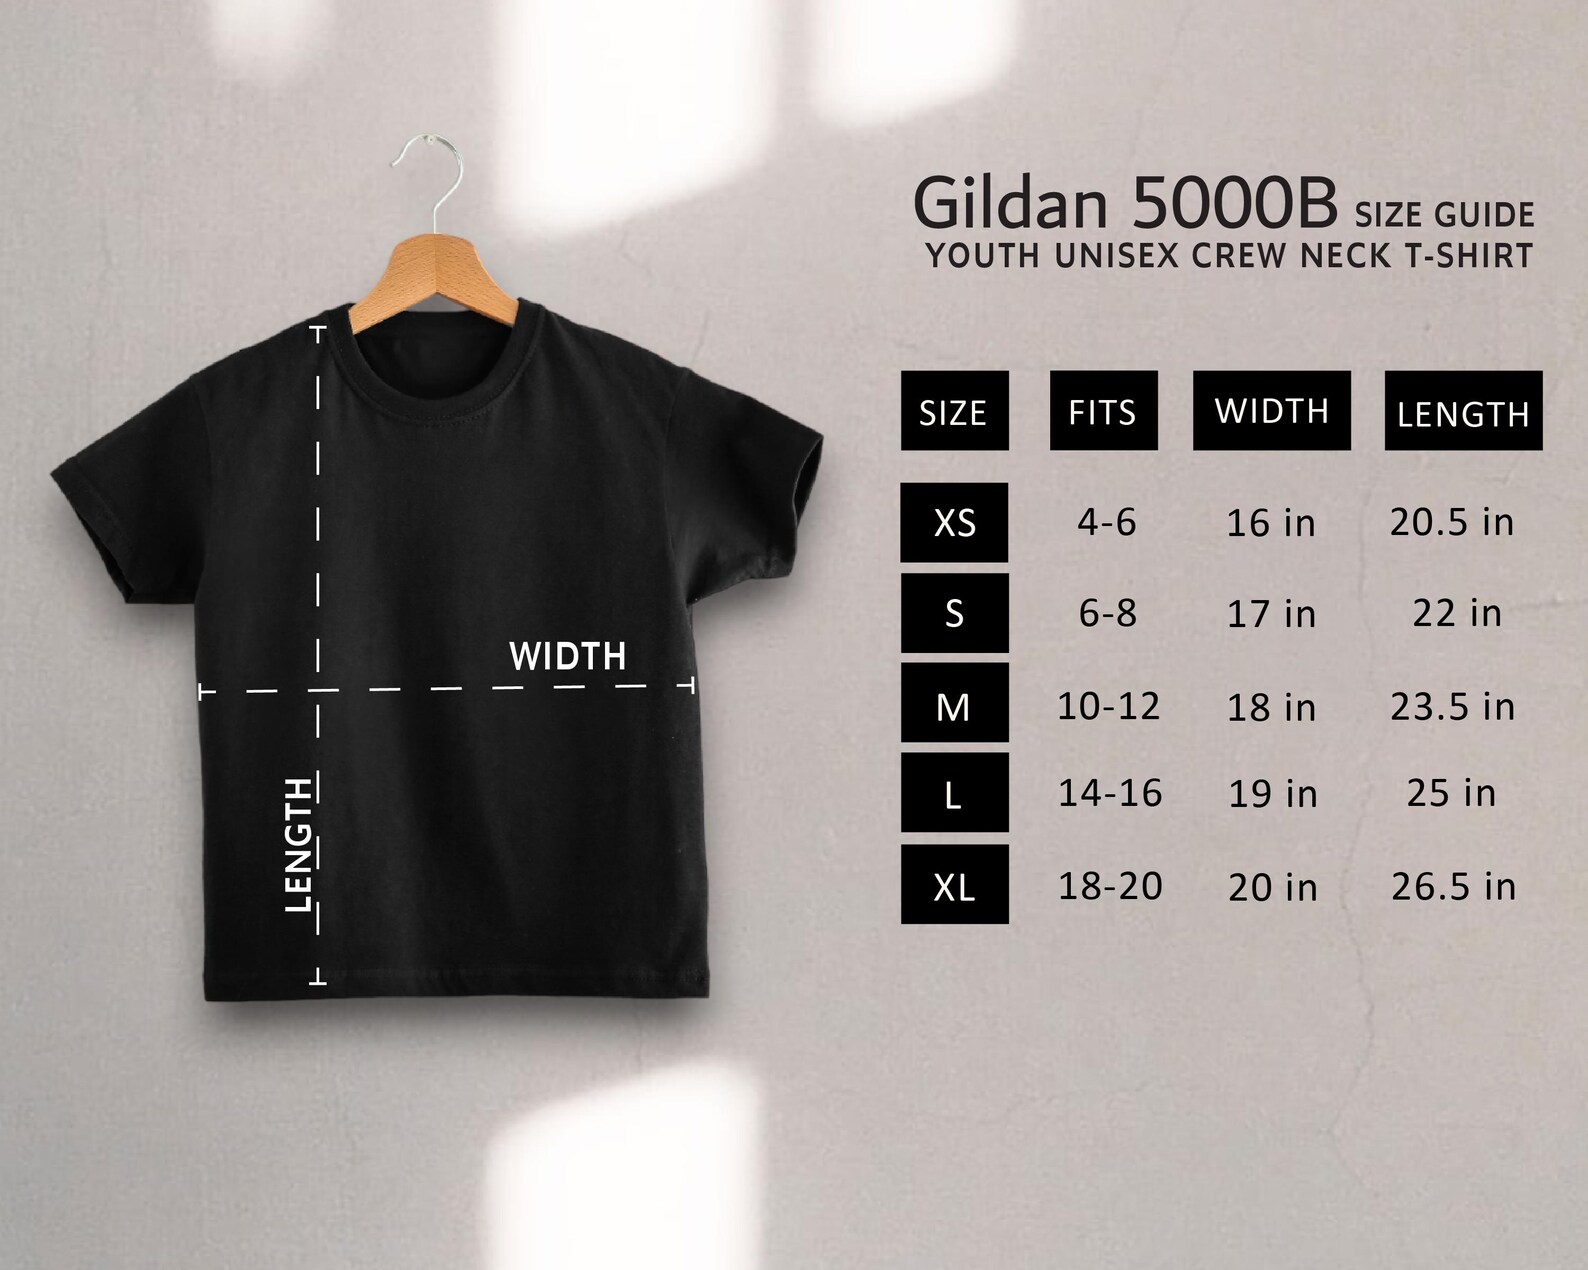 Gildan 5000B SIZE GUIDE
YOUTH UNISEX CREW NECK T-SHIRT
SIZE FITS WIDTH LENGTH
XS 4-6 16 in 20.5 in
S 6-8 17 in 22 in
M 10-12 18 in 23.5 in
L 14-16 19 in 25 in
XL 18-20 20 in 26.5 in
WIDTH
LENGTH